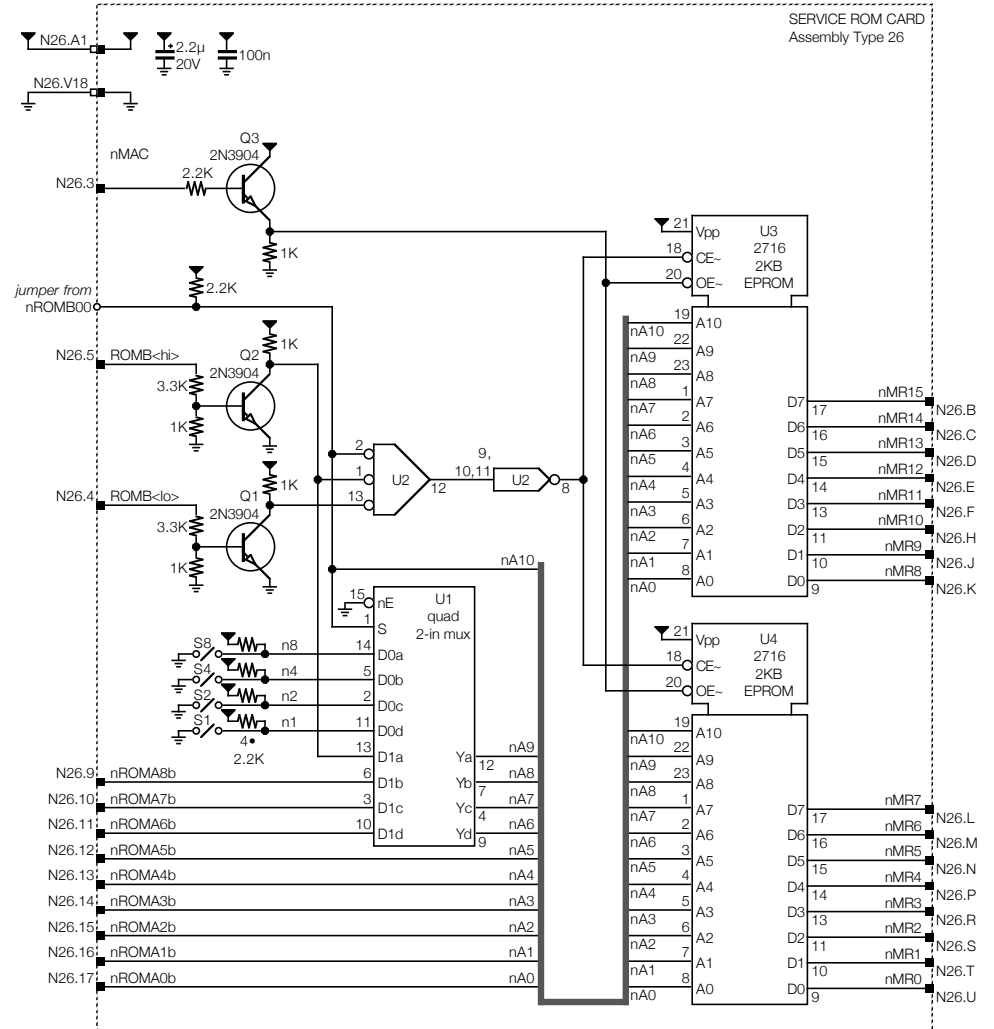 SERVICE ROM CARD
Assembly Type 26
N26.A1
+
2.2µ
20V
100n
N26.V18
nMAC
N26.3
2.2K
Q3
2N3904
1K
jumper from
nROMB00
2.2K
N26.5
ROMB<hi>
3.3K
1K
Q2
2N3904
1K
N26.4
ROMB<lo>
3.3K
1K
Q1
2N3904
1K
2
1
13
U2
12
9,
10,11
U2
8
nA10
15
nE
U1
quad
2-in mux
1
S
S8
n8
14
D0a
S4
n4
5
D0b
S2
n2
2
D0c
S1
n1
11
D0d
4•
2.2K
13
D1a
Ya
12
nA9
N26.9
nROMA8b
6
D1b
Yb
7
nA8
N26.10
nROMA7b
3
D1c
Yc
4
nA7
N26.11
nROMA6b
10
D1d
Yd
9
nA6
N26.12
nROMA5b
nA5
N26.13
nROMA4b
nA4
N26.14
nROMA3b
nA3
N26.15
nROMA2b
nA2
N26.16
nROMA1b
nA1
N26.17
nROMA0b
nA0
21
Vpp
U3
2716
2KB
EPROM
18
CE~
20
OE~
nA10
19
A10
nA9
22
A9
nA8
23
A8
nA7
1
A7
nA6
2
A6
nA5
3
A5
nA4
4
A4
nA3
5
A3
nA2
6
A2
nA1
7
A1
nA0
8
A0
D7
17
nMR15
N26.B
D6
16
nMR14
N26.C
D5
15
nMR13
N26.D
D4
14
nMR12
N26.E
D3
13
nMR11
N26.F
D2
11
nMR10
N26.H
D1
10
nMR9
N26.J
D0
9
nMR8
N26.K
21
Vpp
U4
2716
2KB
EPROM
18
CE~
20
OE~
nA10
19
A10
nA9
22
A9
nA8
23
A8
nA7
1
A7
nA6
2
A6
nA5
3
A5
nA4
4
A4
nA3
5
A3
nA2
6
A2
nA1
7
A1
nA0
8
A0
D7
17
nMR7
N26.L
D6
16
nMR6
N26.M
D5
15
nMR5
N26.N
D4
14
nMR4
N26.P
D3
13
nMR3
N26.R
D2
11
nMR2
N26.S
D1
10
nMR1
N26.T
D0
9
nMR0
N26.U